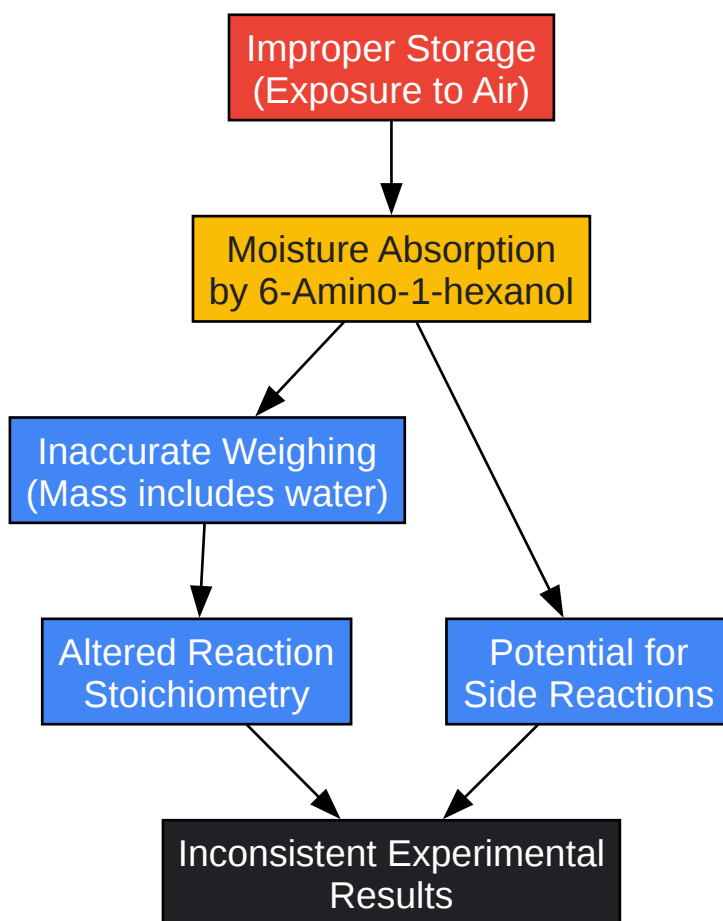 Improper Storage
(Exposure to Air)
Moisture Absorption
by 6-Amino-1-hexanol
Inaccurate Weighing
(Mass includes water)
Altered Reaction
Stoichiometry
Potential for
Side Reactions
Inconsistent Experimental
Results